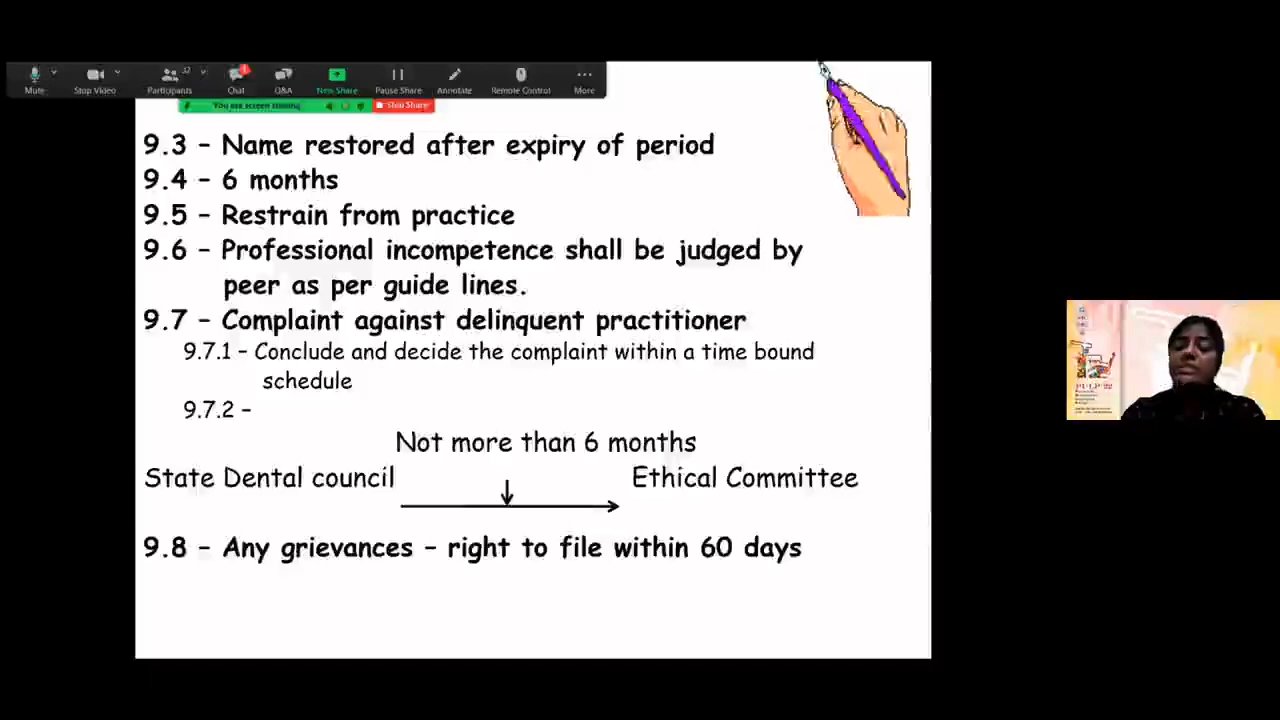 Mute
Stop Video
Participants
Chat
Q&A
New Share
Pause Share
Annotate
Remote Control
More
You are screen sharing
Stop Share
9.3 – Name restored after expiry of period
9.4 – 6 months
9.5 – Restrain from practice
9.6 – Professional incompetence shall be judged by
peer as per guide lines.
9.7 – Complaint against delinquent practitioner
9.7.1 – Conclude and decide the complaint within a time bound
schedule
9.7.2 –
Not more than 6 months
State Dental council
Ethical Committee
9.8 – Any grievances – right to file within 60 days